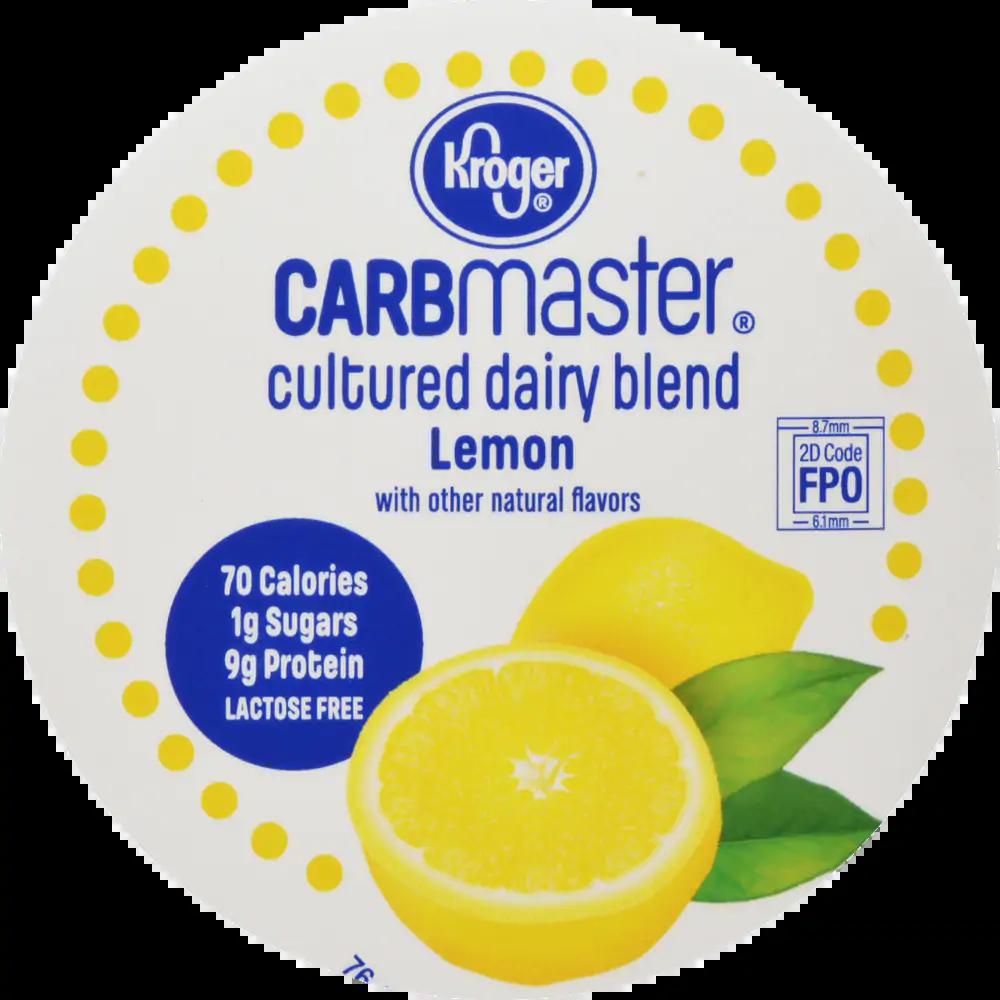 Kroger®
CARBmaster®
cultured dairy blend
Lemon
with other natural flavors
8.7mm
2D Code
FPO
6.1mm
70 Calories
1g Sugars
9g Protein
LACTOSE FREE
76